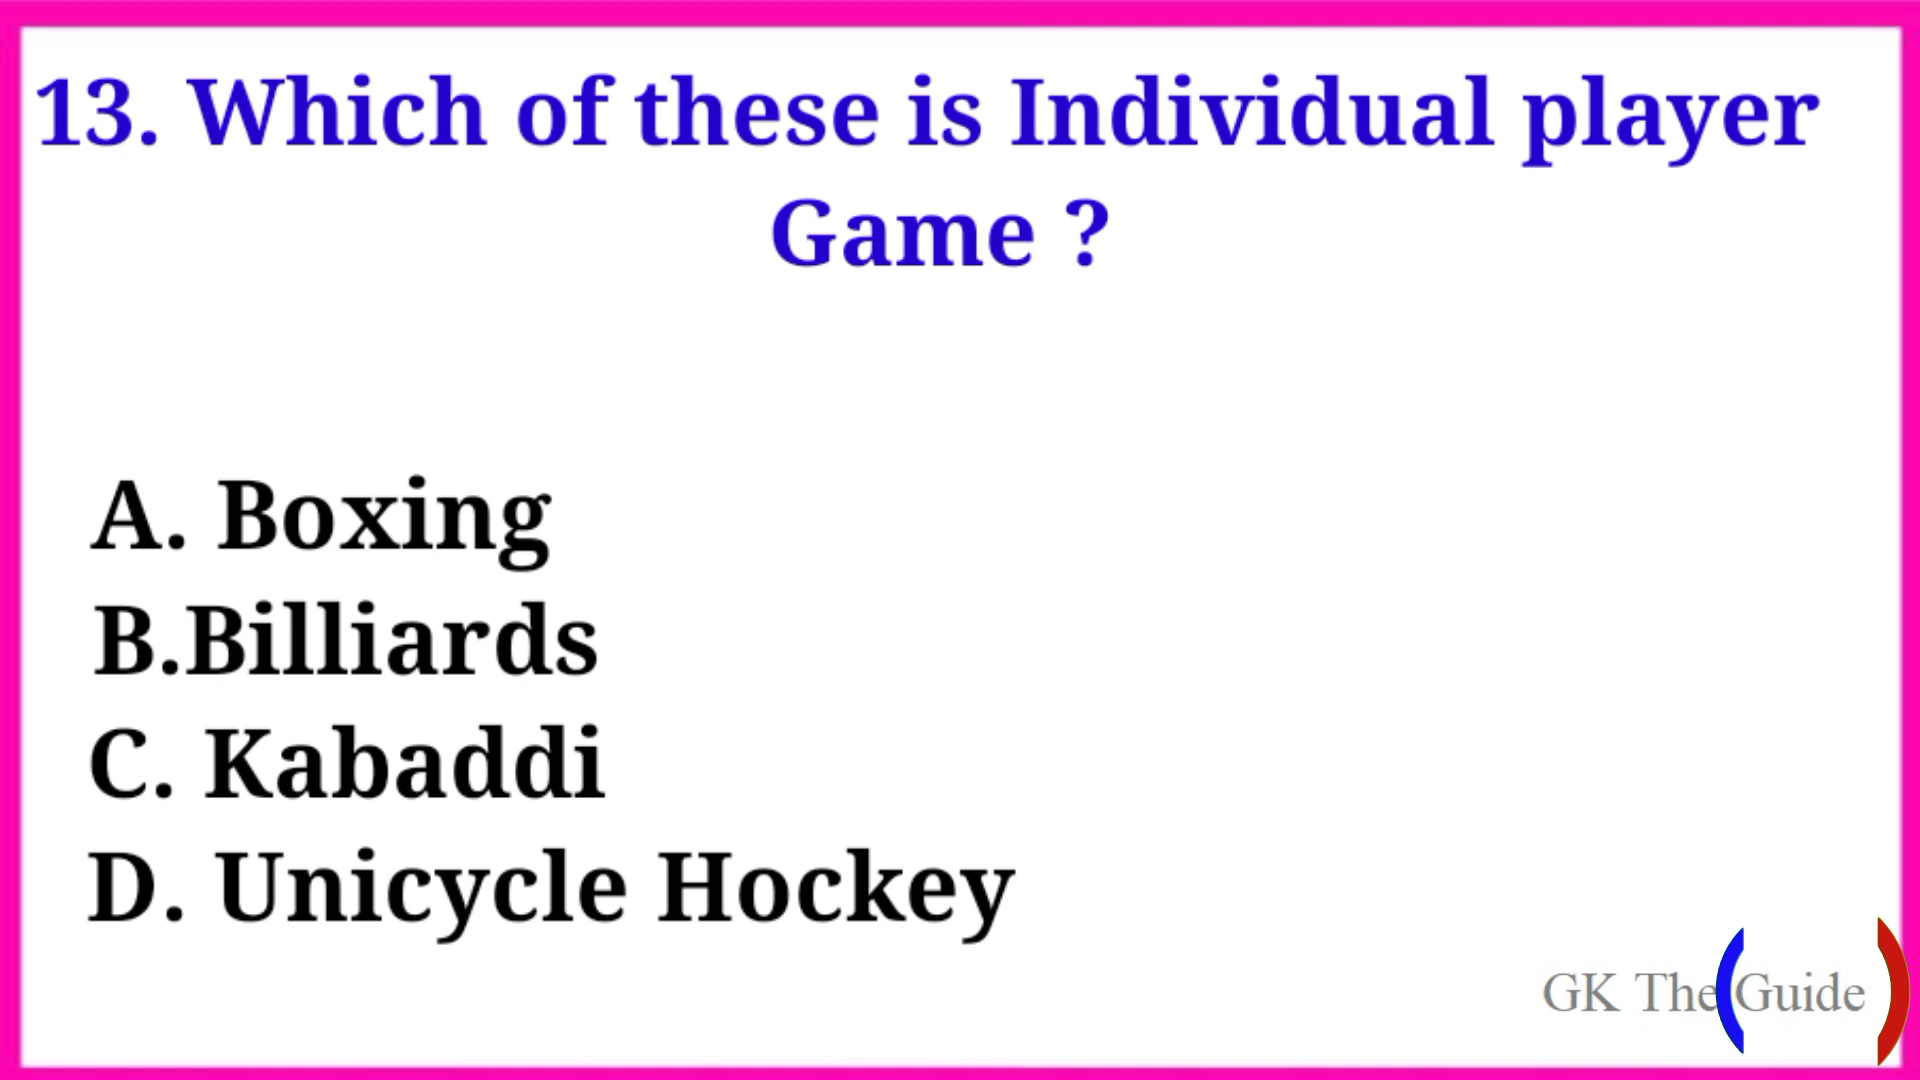 13. Which of these is Individual player
Game ?
A. Boxing
B.Billiards
C. Kabaddi
D. Unicycle Hockey
GK The Guide